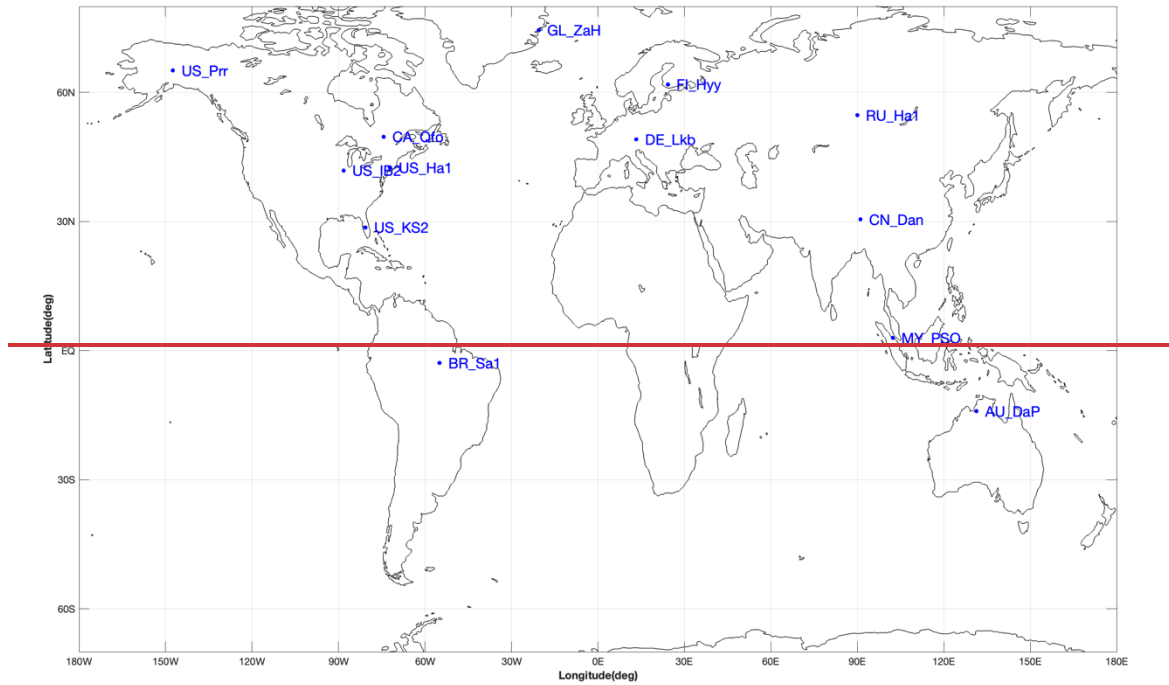 GL_ZaH
US_Prr
FI_Hyy
60N
RU_Ha1
CA_Qfo
DE_Lkb
US_Ha1
US_IB2
30N
CN_Dan
US_KS2
Latitude(deg)
MY_PSO
EQ
BR_Sa1
AU_DaP
30S
60S
180W 150W 120W 90W 60W 30W 0E 30E 60E 90E 120E 150E 180E
Longitude(deg)